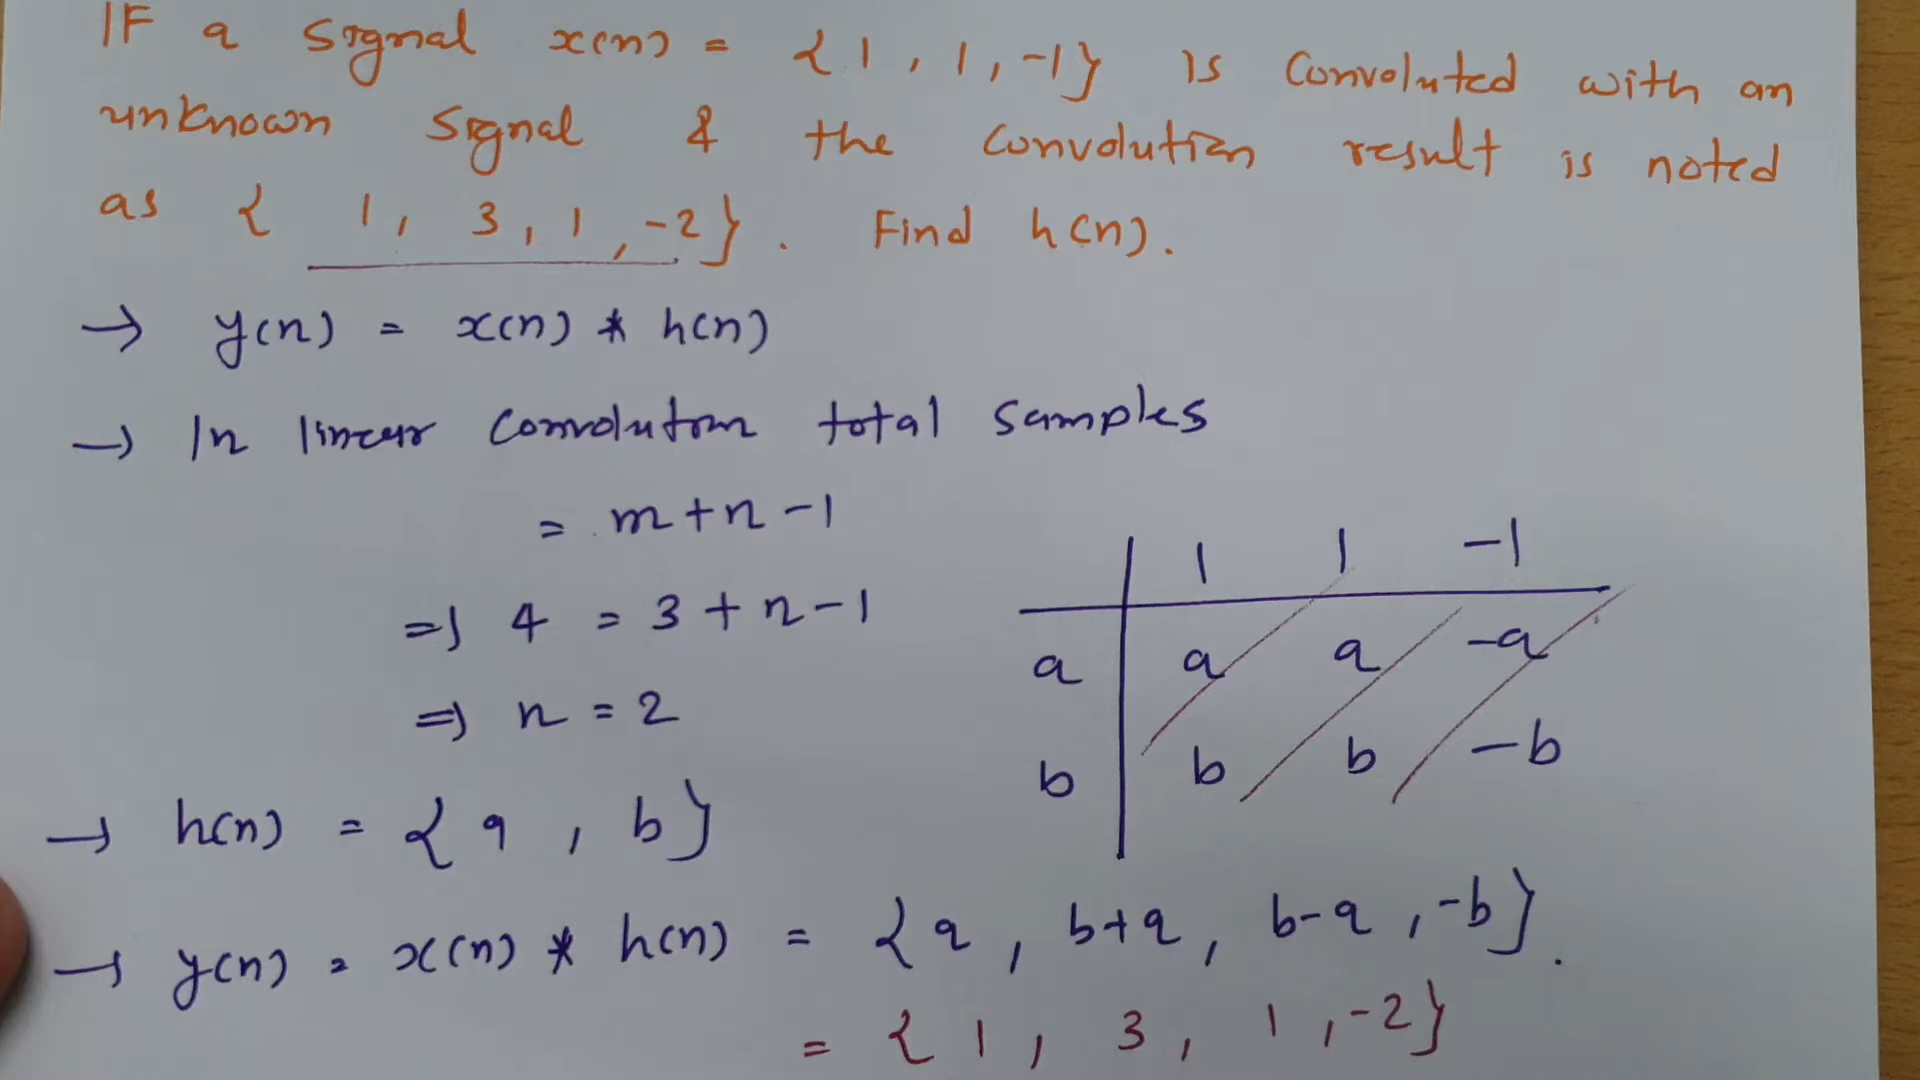 IF a signal x(n) = {1, 1, -1} is Convoluted with an
unknown signal & the convolution result is noted
as { 1, 3, 1, -2}. Find h(n).
→ y(n) = x(n) * h(n)
→ In linear Convolution total samples
= m+n-1
⇒ 4 = 3+n-1
⇒ n = 2
1 1 -1
a a a -a
b b b -b
→ h(n) = {a, b}
→ y(n) = x(n) * h(n) = {a, b+a, b-a, -b}.
= {1, 3, 1, -2}